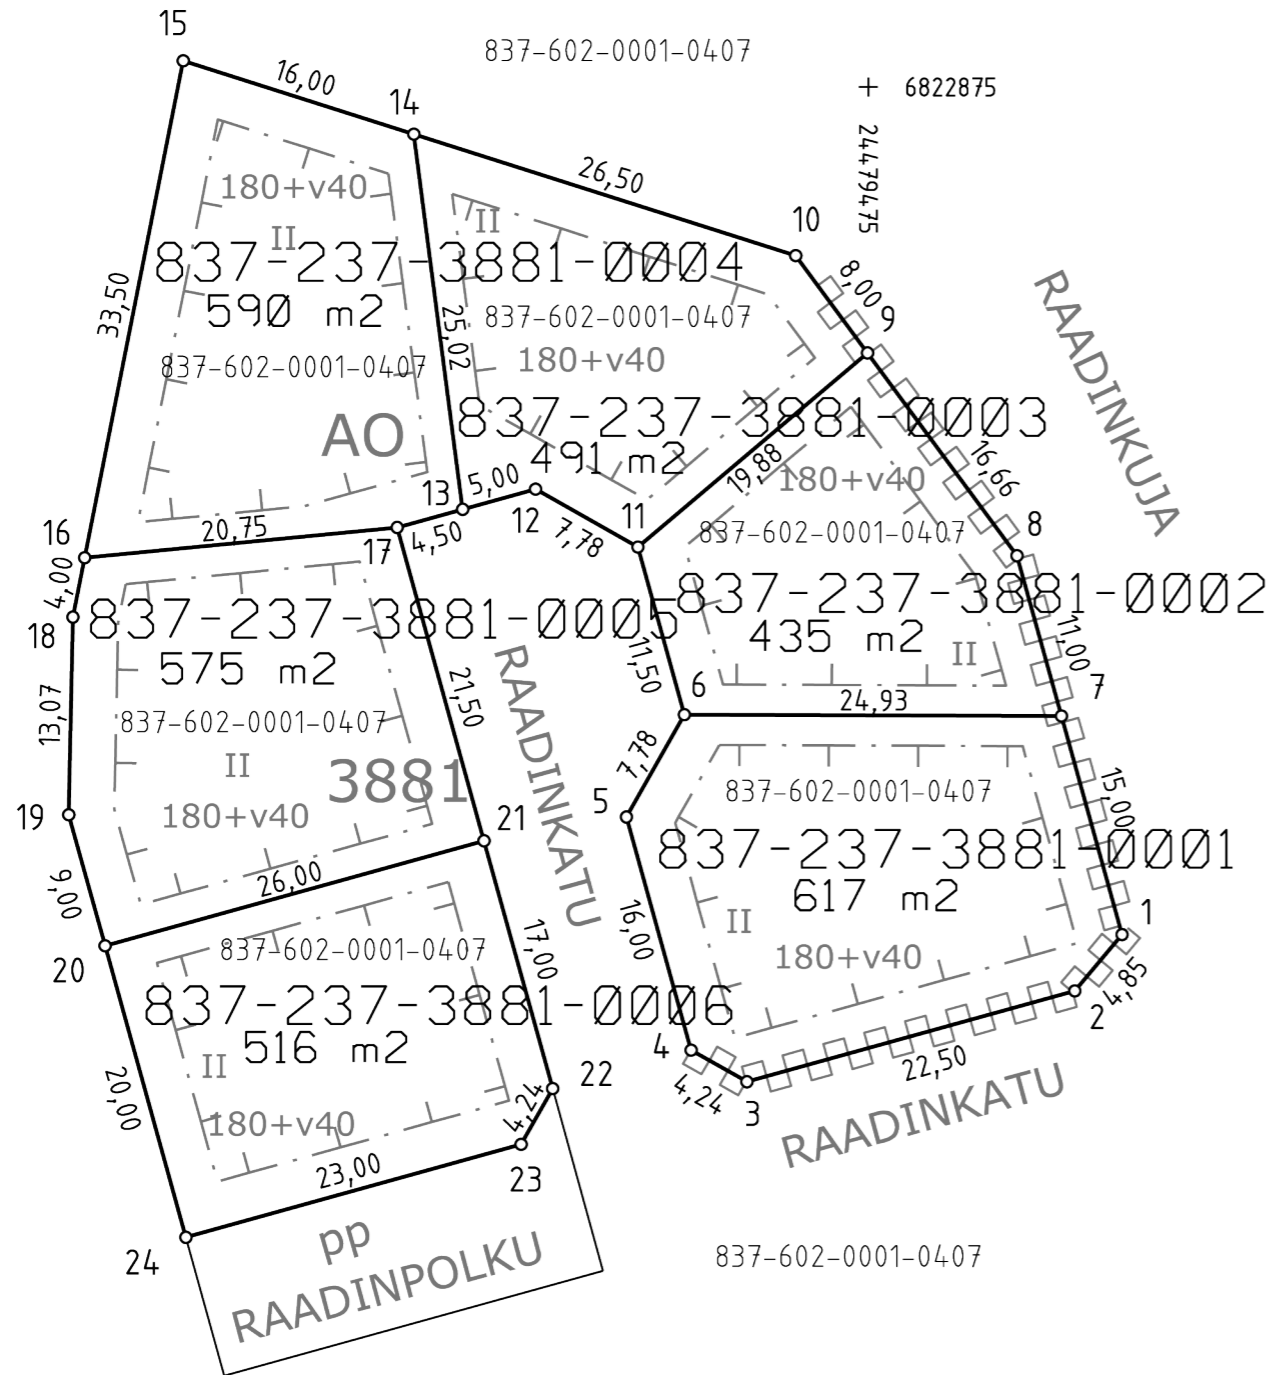 15
837-602-0001-0407
16,00
14
+ 6822875
24479475
26,50
180+v40
II
II
10
837-237-3881-0004
590 m2
837-602-0001-0407
8,00
9
RAADINKUJA
33,50
25,02
837-602-0001-0407
180+v40
AO
837-237-3881-0003
491 m2
19,88
180+v40
16,66
13
5,00
12
7,78
11
16
20,75
17
4,50
837-602-0001-0407
8
4,00
18
837-237-3881-0005
575 m2
837-237-3881-0002
435 m2
II
11,00
11,50
6
24,93
7
13,07
837-602-0001-0407
II
3881
180+v40
21,50
RAADINKATU
7,78
5
837-602-0001-0407
15,00
19
21
9,00
26,00
837-237-3881-0001
617 m2
II
180+v40
16,00
1
4,85
2
20
837-602-0001-0407
17,00
837-237-3881-0006
516 m2
II
180+v40
4
4,24
3
22,50
RAADINKATU
20,00
22
4,24
23,00
23
24
pp
RAADINPOLKU
837-602-0001-0407